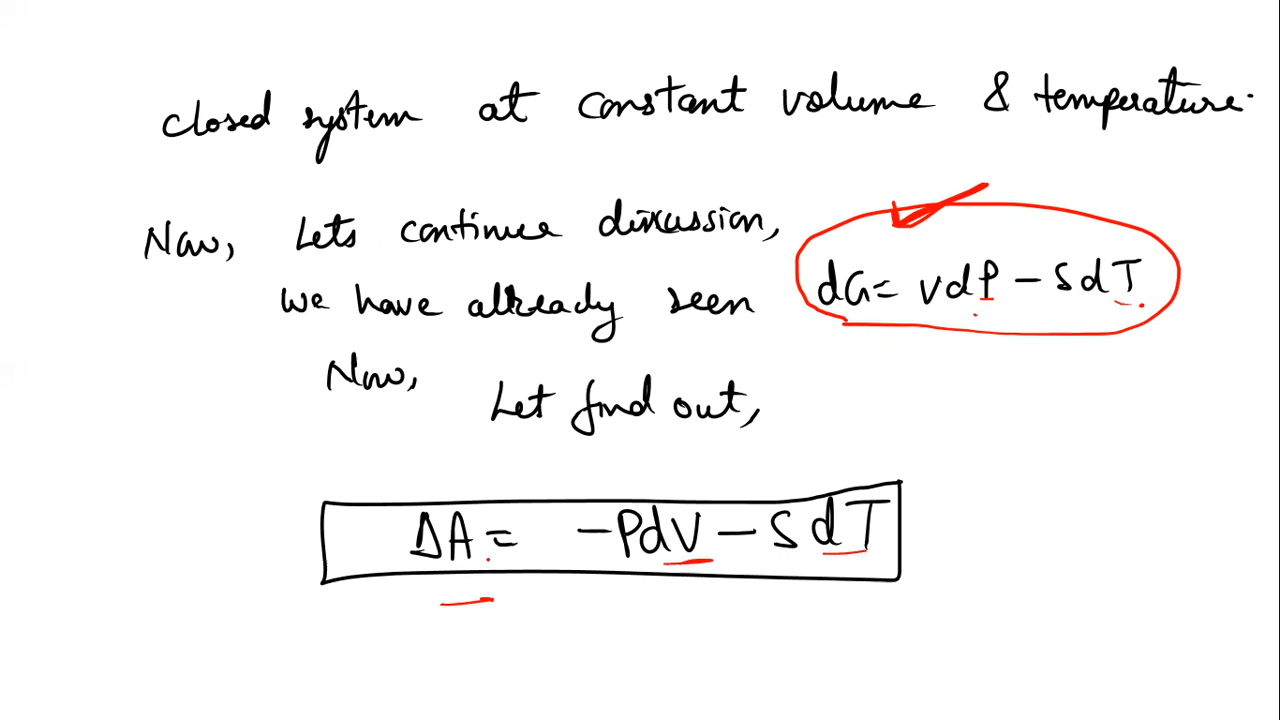 closed system at constant volume & temperature.
Now, Lets continue discussion,
we have already seen dG= vdP – SdT
Now, Let find out,
ΔA= –PdV – SdT